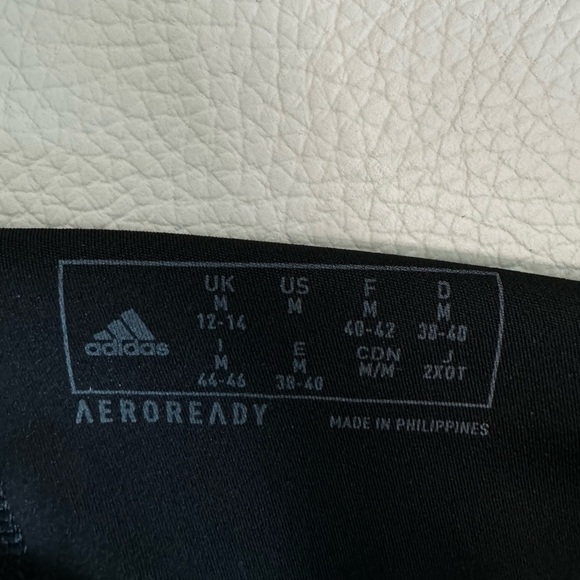 UK US F D
M M M M
12-14 40-42 38-40
adidas
I E CDN J
M M M/M 2XOT
44-46 38-40
AEROREADY MADE IN PHILIPPINES